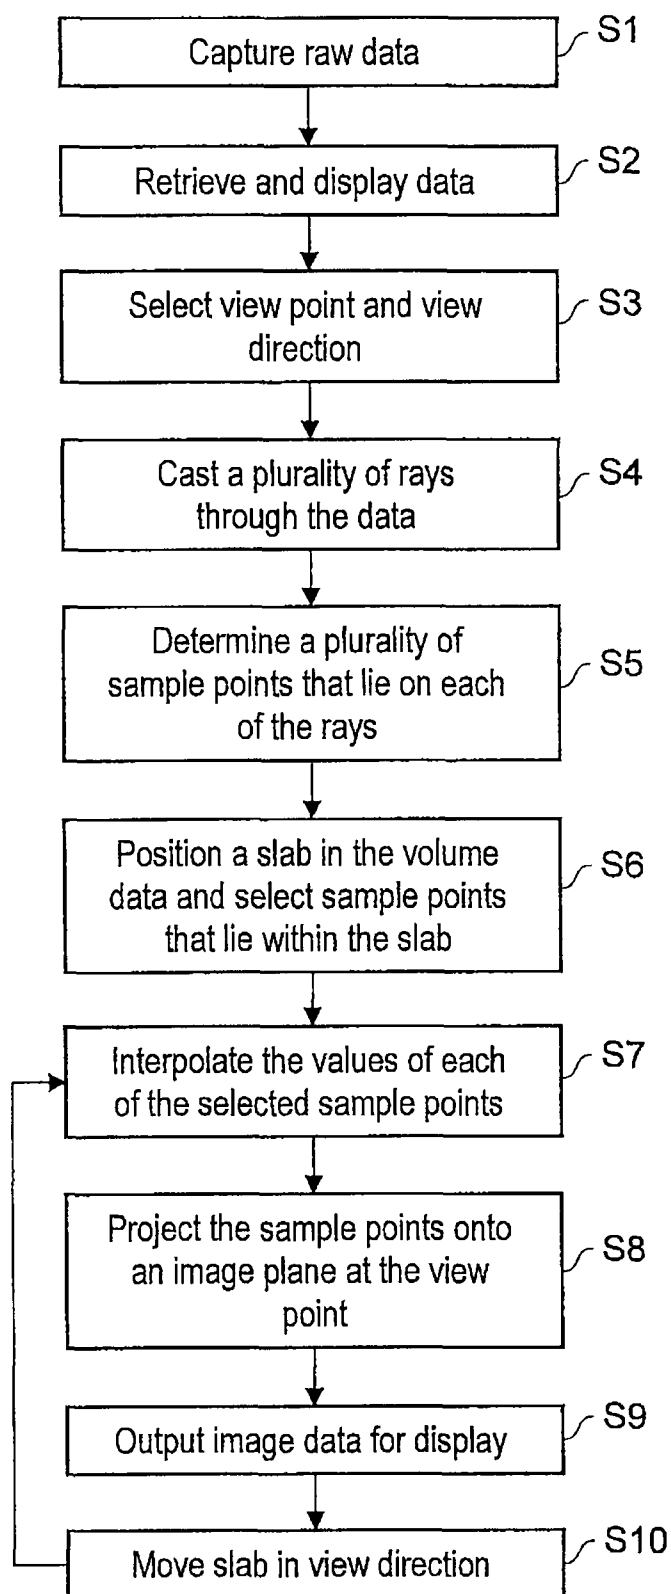 Capture raw data
S1
Retrieve and display data
S2
Select view point and view
direction
S3
Cast a plurality of rays
through the data
S4
Determine a plurality of
sample points that lie on each
of the rays
S5
Position a slab in the volume
data and select sample points
that lie within the slab
S6
Interpolate the values of each
of the selected sample points
S7
Project the sample points onto
an image plane at the view
point
S8
Output image data for display
S9
Move slab in view direction
S10